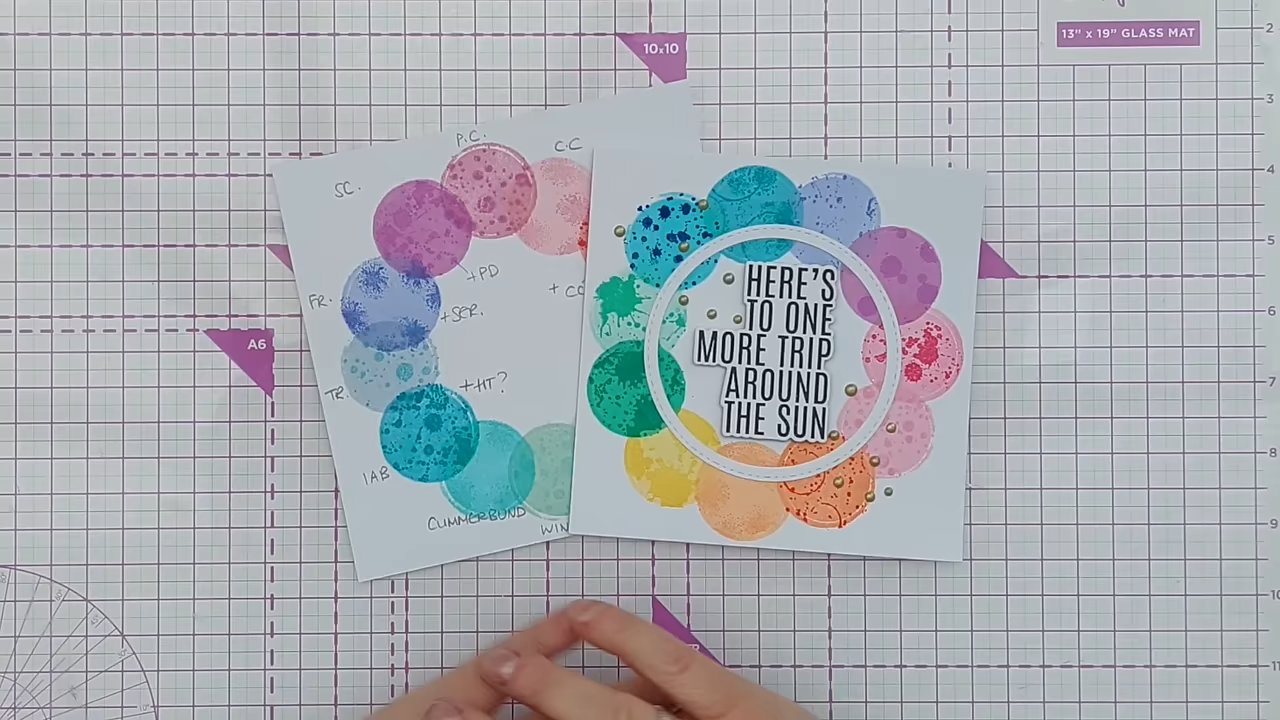 13" x 19" GLASS MAT
10x10
A6
P.C.
C.C
SC.
+PD
FR.
+SER.
+ CO
TR.
+HT?
IAB
CUMMERBUND
WIN
HERE'S
TO ONE
MORE TRIP
AROUND
THE SUN
2
3
4
5
6
7
8
9
10
11